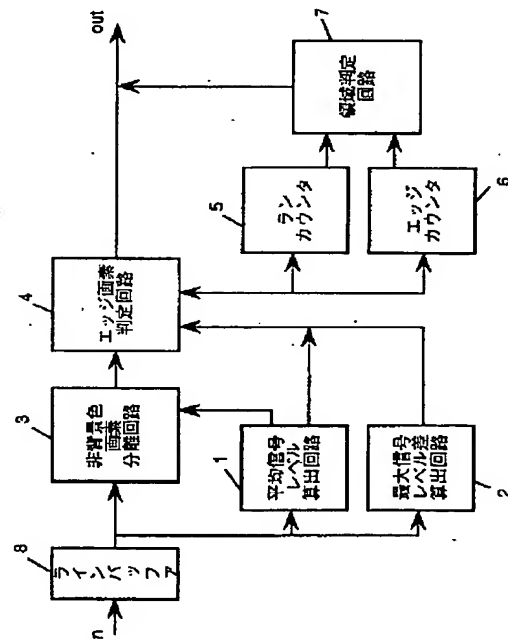 n
8
ラインバッファ
3
非背景色
画素
分離回路
4
エッジ画素
判定回路
out
1
平均信号
レベル
算出回路
2
最大信号
レベル差
算出回路
5
ラン
カウンタ
6
エッジ
カウンタ
7
領域判定
回路